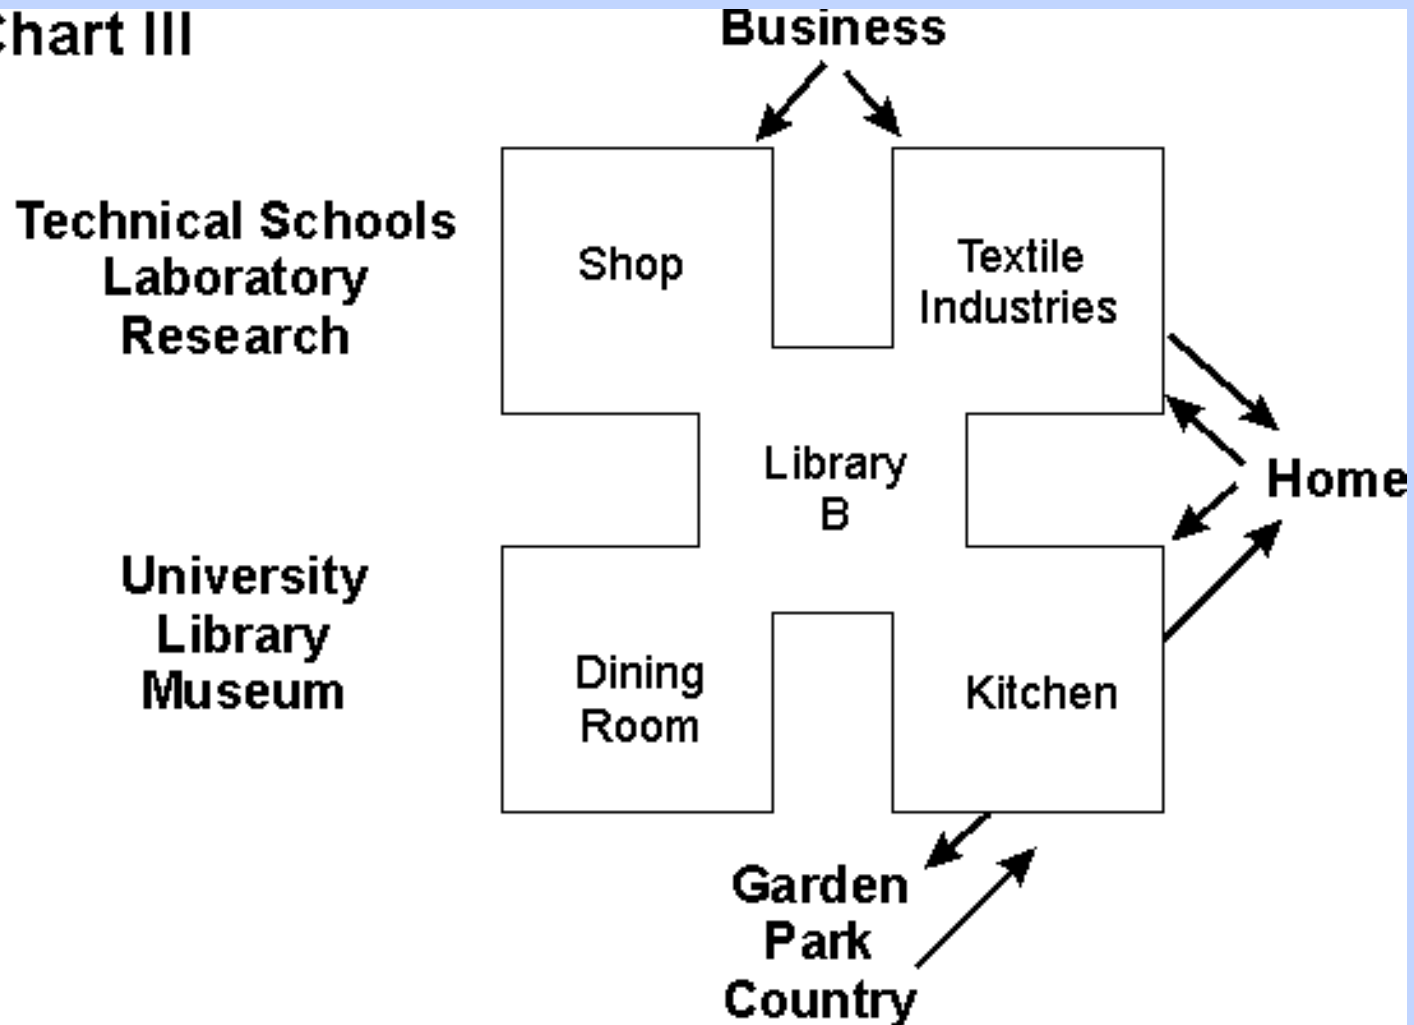 Chart III
Business
Technical Schools
Laboratory
Research
Shop
Textile
Industries
Library
B
Home
University
Library
Museum
Dining
Room
Kitchen
Garden
Park
Country